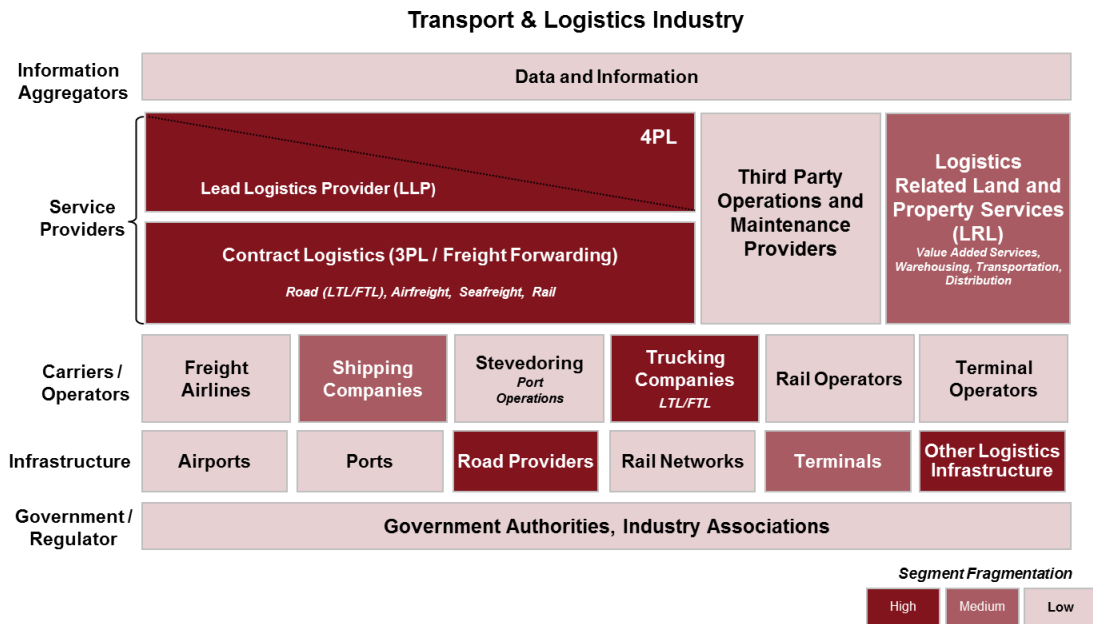 Transport & Logistics Industry
Information
Aggregators
Data and Information
Service
Providers
4PL
Lead Logistics Provider (LLP)
Contract Logistics (3PL / Freight Forwarding)
Road (LTL/FTL), Airfreight, Seafreight, Rail
Third Party
Operations and
Maintenance
Providers
Logistics
Related Land and
Property Services
(LRL)
Value Added Services,
Warehousing, Transportation,
Distribution
Carriers /
Operators
Freight
Airlines
Shipping
Companies
Stevedoring
Port
Operations
Trucking
Companies
LTL/FTL
Rail Operators
Terminal
Operators
Infrastructure
Airports
Ports
Road Providers
Rail Networks
Terminals
Other Logistics
Infrastructure
Government /
Regulator
Government Authorities, Industry Associations
Segment Fragmentation
High
Medium
Low